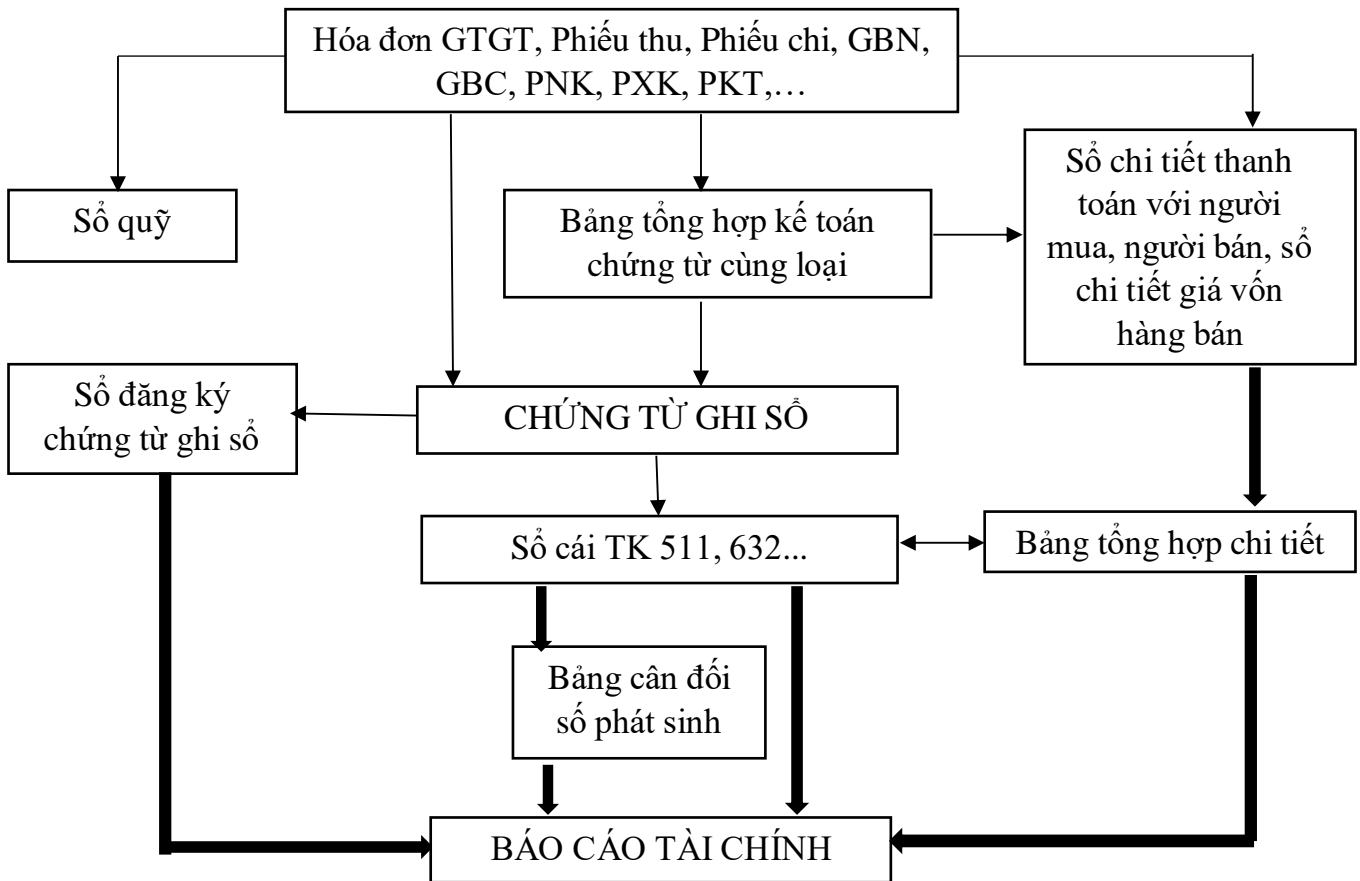 Hóa đơn GTGT, Phiếu thu, Phiếu chi, GBN,
GBC, PNK, PXK, PKT,…
Sổ quỹ
Bảng tổng hợp kế toán
chứng từ cùng loại
Sổ chi tiết thanh
toán với người
mua, người bán, sổ
chi tiết giá vốn
hàng bán
Sổ đăng ký
chứng từ ghi sổ
CHỨNG TỪ GHI SỔ
Sổ cái TK 511, 632...
Bảng tổng hợp chi tiết
Bảng cân đối
số phát sinh
BÁO CÁO TÀI CHÍNH